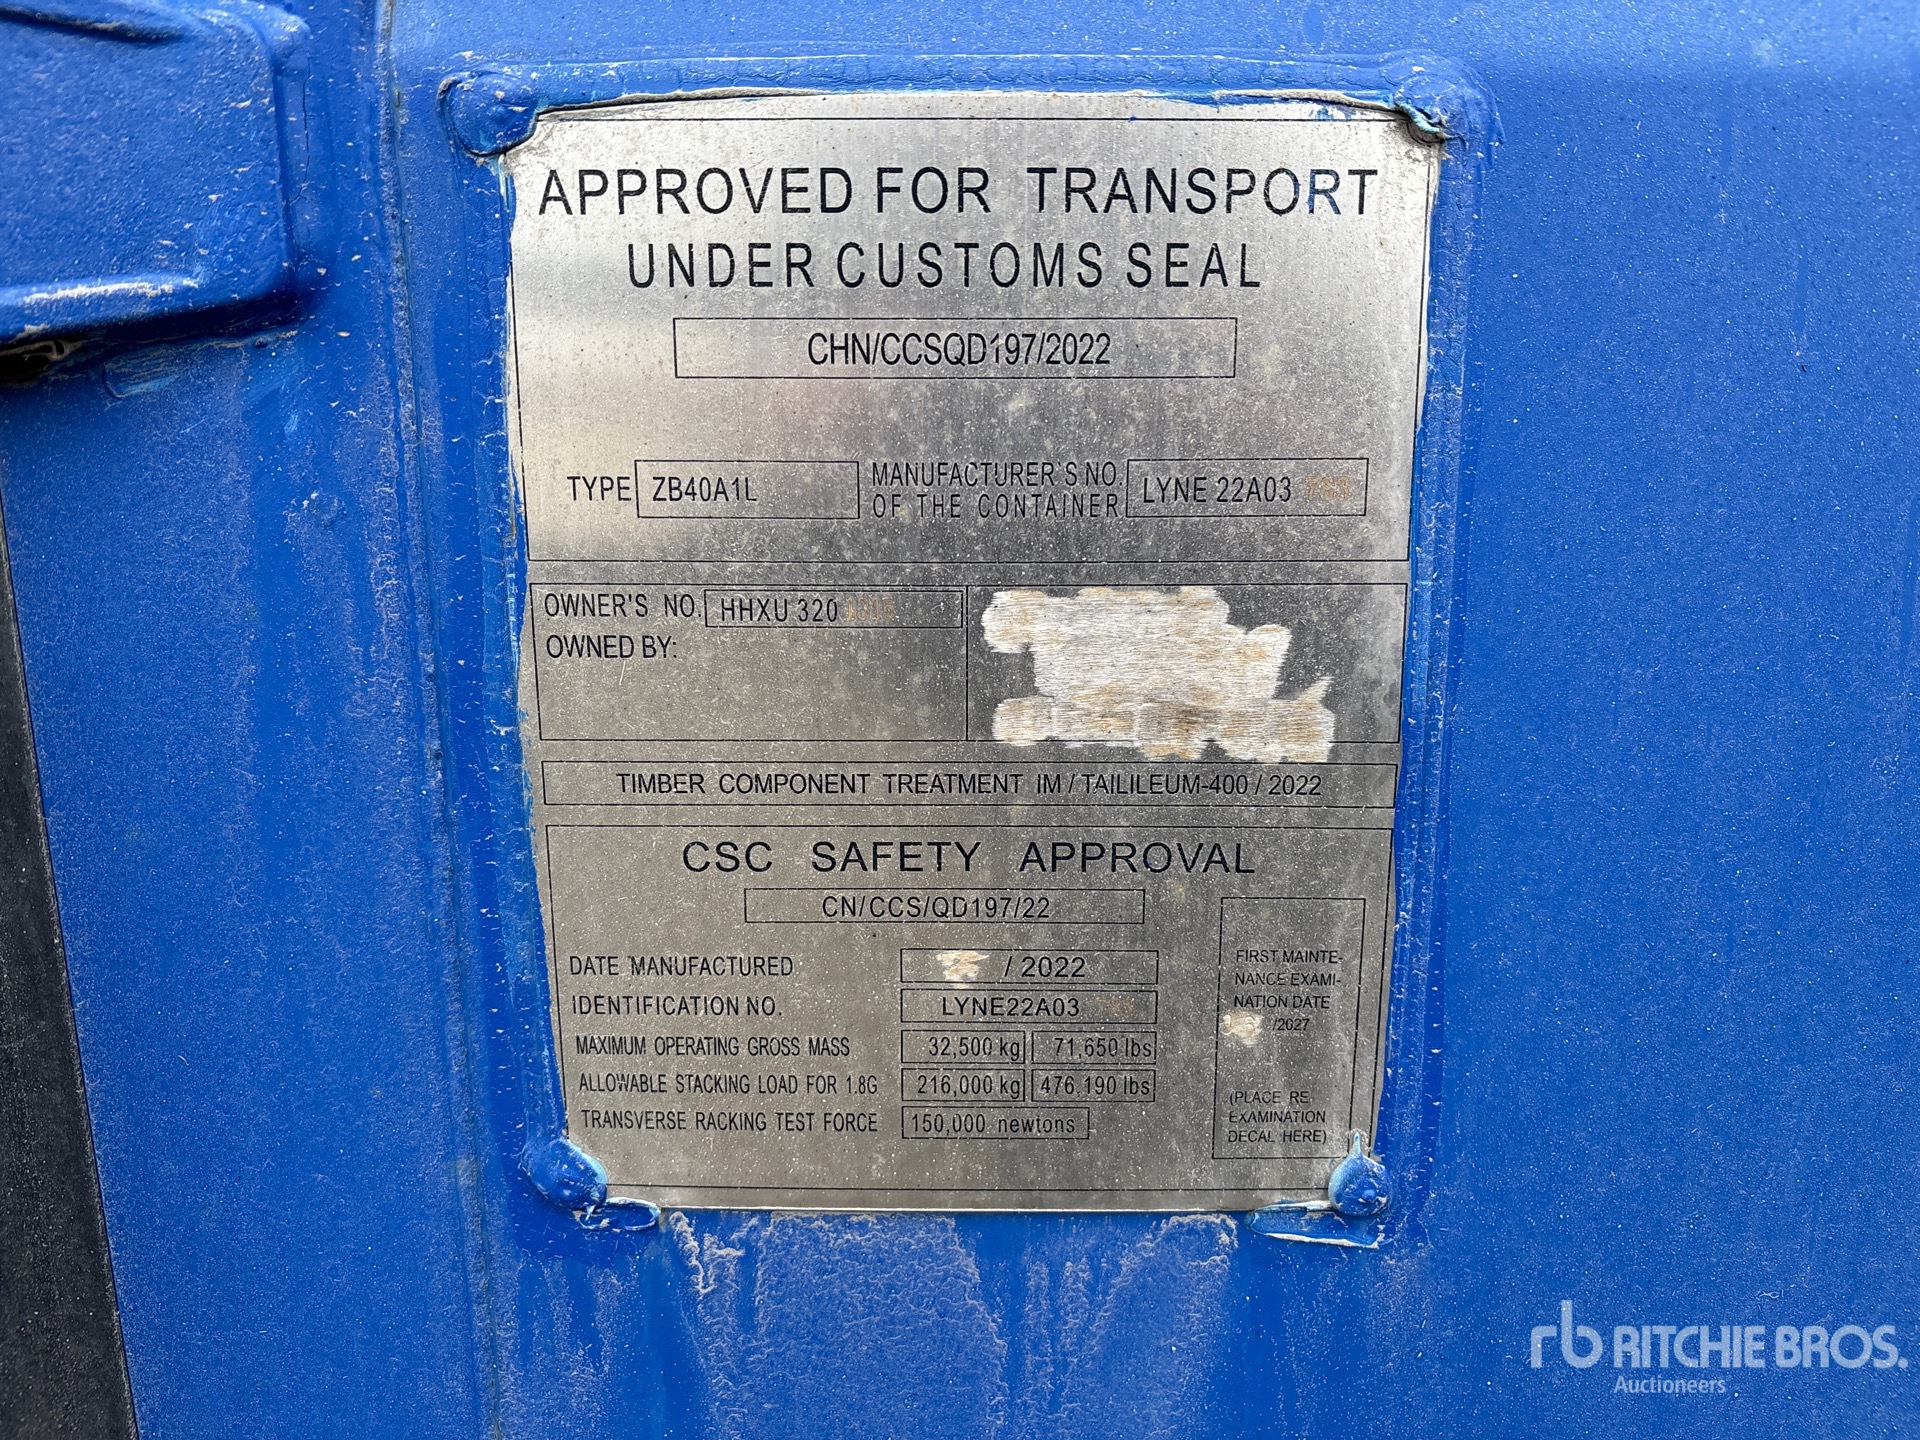 APPROVED FOR TRANSPORT
UNDER CUSTOMS SEAL
CHN/CCSQD197/2022
TYPE ZB40A1L MANUFACTURER'S NO. OF THE CONTAINER LYNE 22A03
OWNER'S NO. HHXU 320
OWNED BY:
TIMBER COMPONENT TREATMENT IM / TAILILEUM-400 / 2022
CSC SAFETY APPROVAL
CN/CCS/QD197/22
DATE MANUFACTURED / 2022
IDENTIFICATION NO. LYNE22A03
MAXIMUM OPERATING GROSS MASS 32,500 kg 71,650 lbs
ALLOWABLE STACKING LOAD FOR 1.8G 216,000 kg 476,190 lbs
TRANSVERSE RACKING TEST FORCE 150,000 newtons
FIRST MAINTE-
NANCE EXAMI-
NATION DATE
/2027
(PLACE RE-
EXAMINATION
DECAL HERE)
rb RITCHIE BROS.
Auctioneers